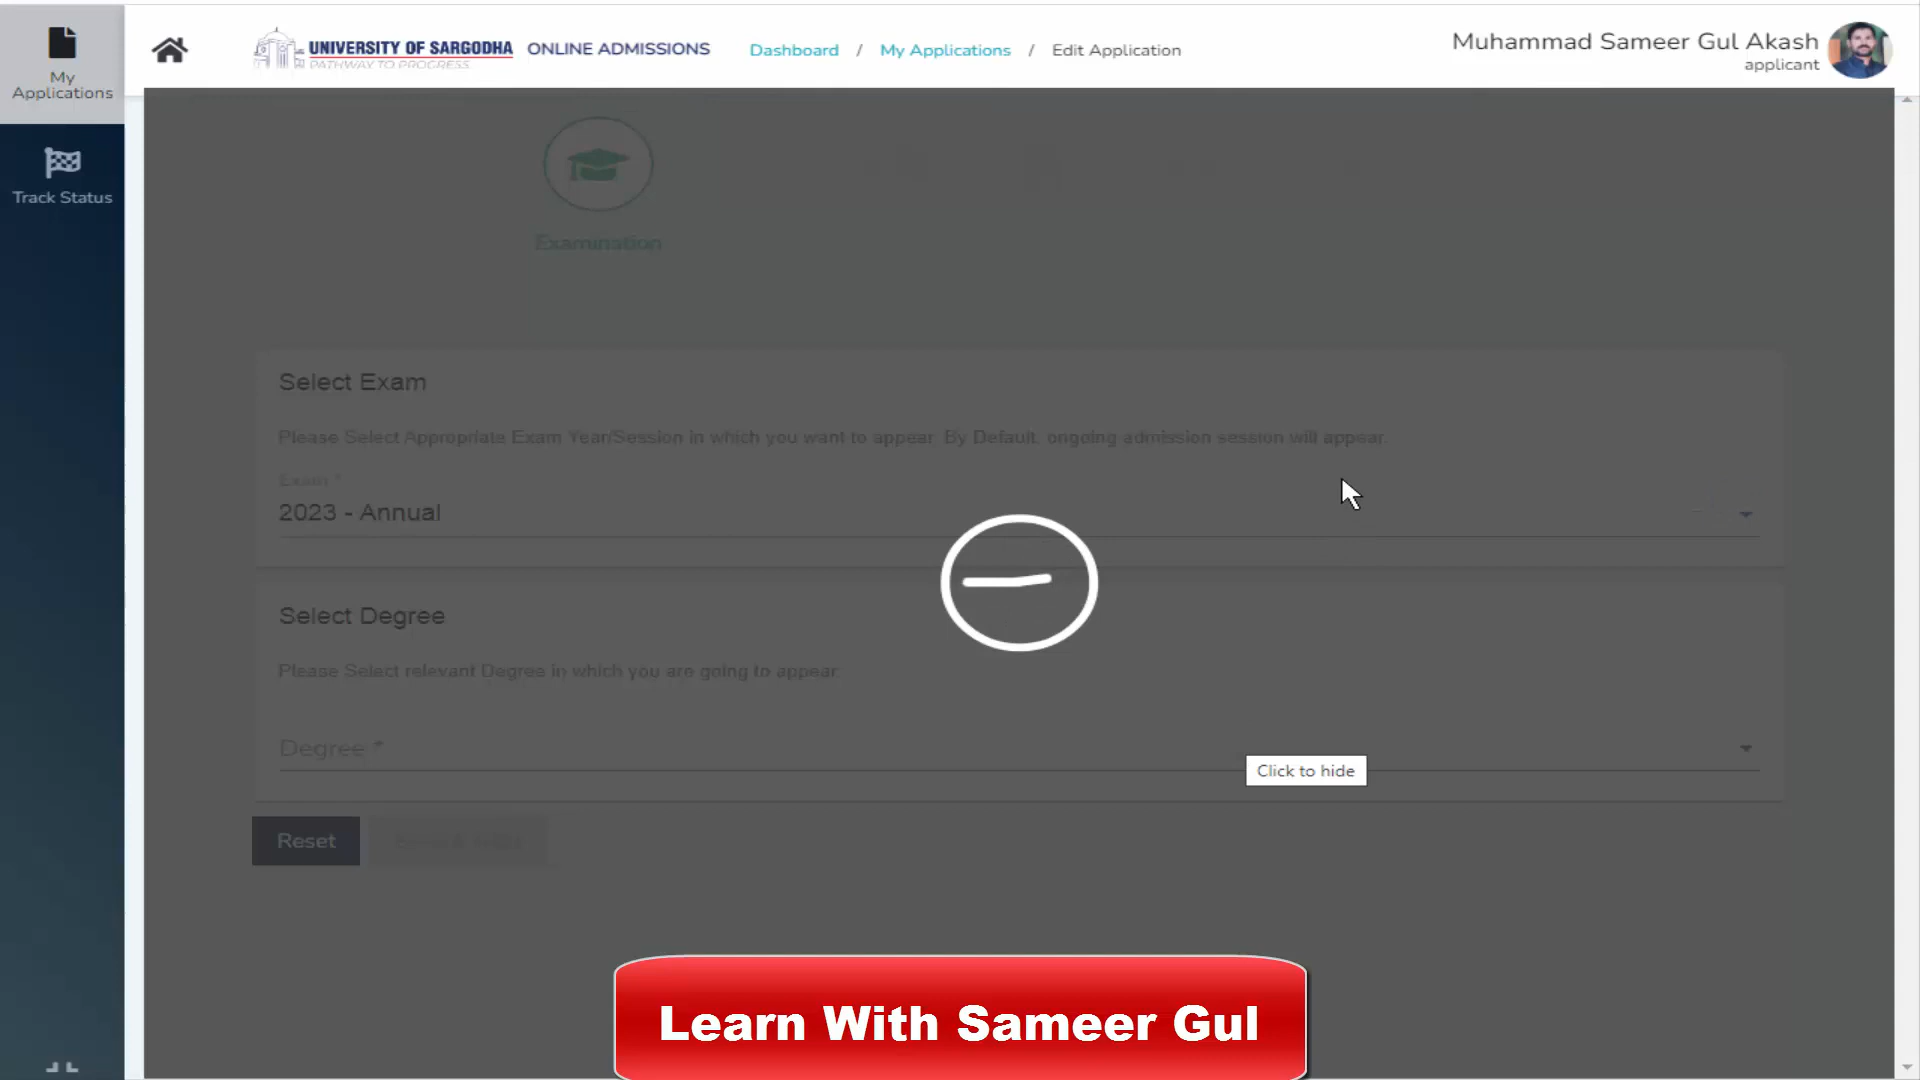 My
Applications
UNIVERSITY OF SARGODHA
PATHWAY TO PROGRESS
ONLINE ADMISSIONS
Dashboard / My Applications / Edit Application
Muhammad Sameer Gul Akash
applicant
Track Status
Examination
Select Exam
Please Select Appropriate Exam Year/Session in which you want to appear. By Default, ongoing admission session will appear.
Exam *
2023 - Annual
Select Degree
Please Select relevant Degree in which you are going to appear
Degree *
Click to hide
Reset
Learn With Sameer Gul